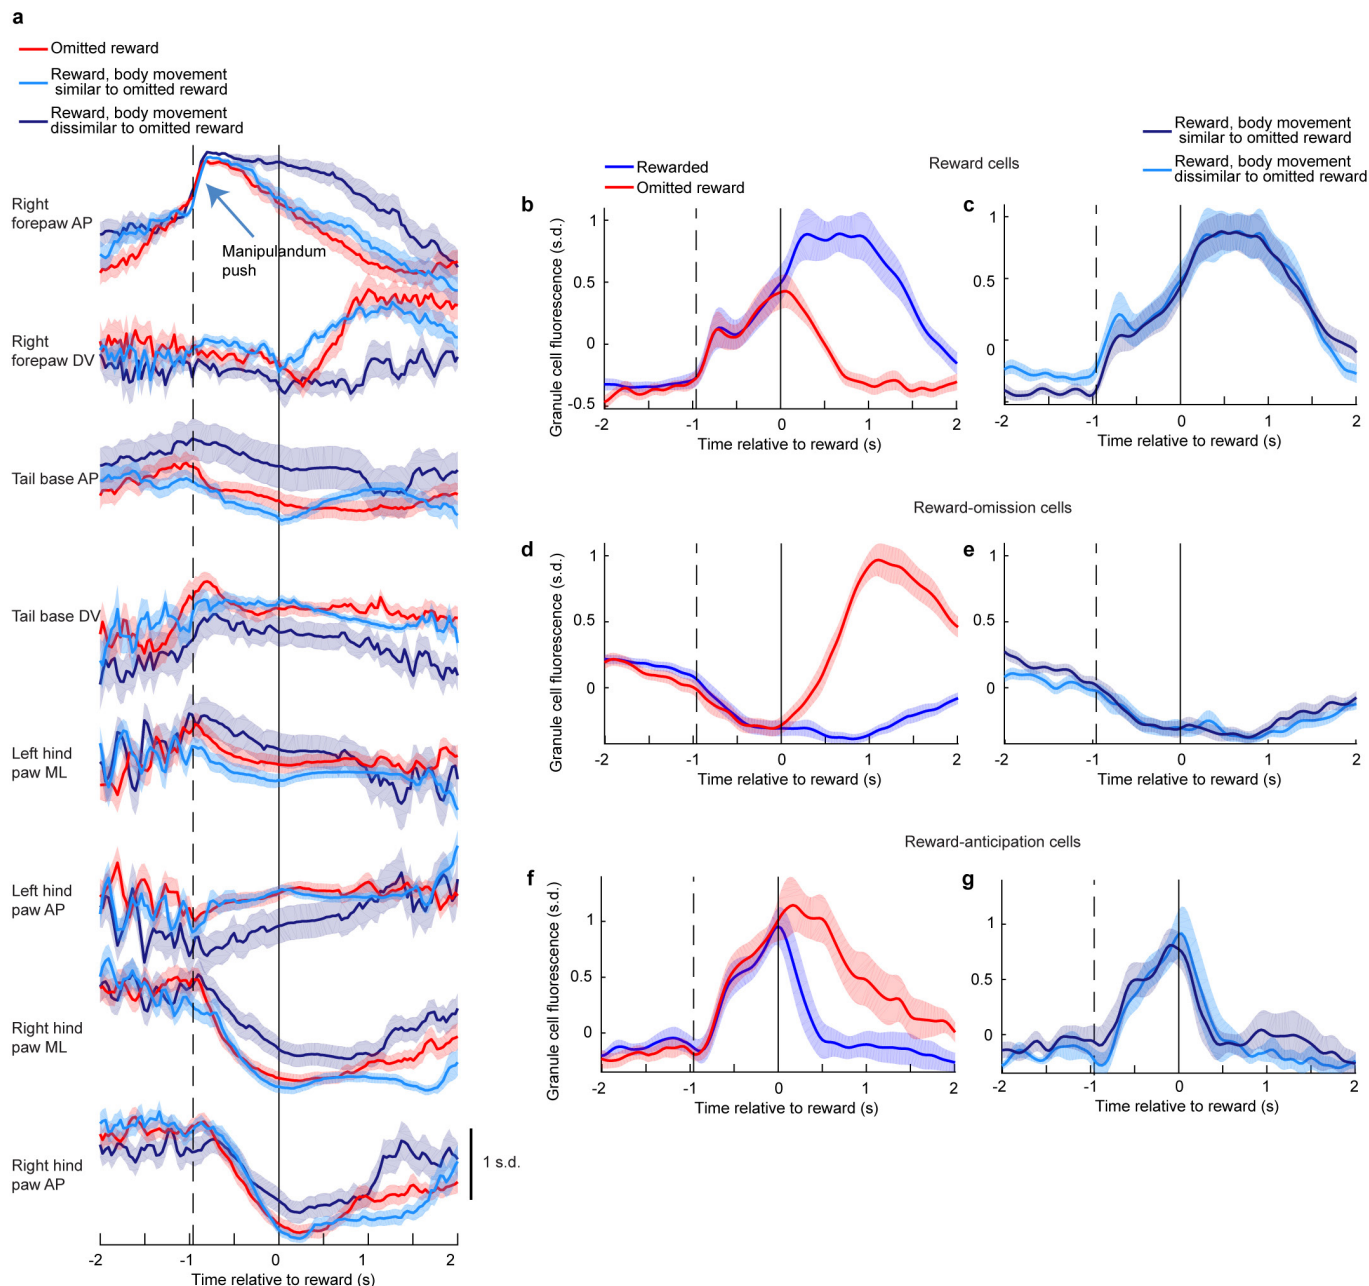 a
Omitted reward
Reward, body movement
similar to omitted reward
Reward, body movement
dissimilar to omitted reward
Right
forepaw AP
Manipulandum
push
Right
forepaw DV
Tail base AP
Tail base DV
Left hind
paw ML
Left hind
paw AP
Right hind
paw ML
Right hind
paw AP
1 s.d.
-2
-1
0
1
2
Time relative to reward (s)
Rewarded
Omitted reward
Reward cells
Reward, body movement
similar to omitted reward
Reward, body movement
dissimilar to omitted reward
b
Granule cell fluorescence (s.d.)
1
0.5
0
-0.5
-2
-1
0
1
2
Time relative to reward (s)
c
1
0.5
0
-2
-1
0
1
2
Time relative to reward (s)
Reward-omission cells
d
Granule cell fluorescence (s.d.)
1
0.5
0
-2
-1
0
1
2
Time relative to reward (s)
e
1
0.5
0
-2
-1
0
1
2
Time relative to reward (s)
Reward-anticipation cells
f
Granule cell fluorescence (s.d.)
1
0.5
0
-2
-1
0
1
2
Time relative to reward (s)
g
1
0.5
0
-2
-1
0
1
2
Time relative to reward (s)